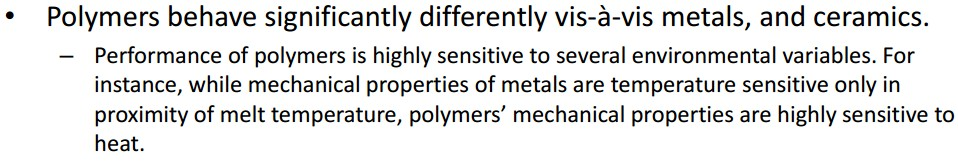 • Polymers behave significantly differently vis-à-vis metals, and ceramics.
– Performance of polymers is highly sensitive to several environmental variables. For
instance, while mechanical properties of metals are temperature sensitive only in
proximity of melt temperature, polymers’ mechanical properties are highly sensitive to
heat.